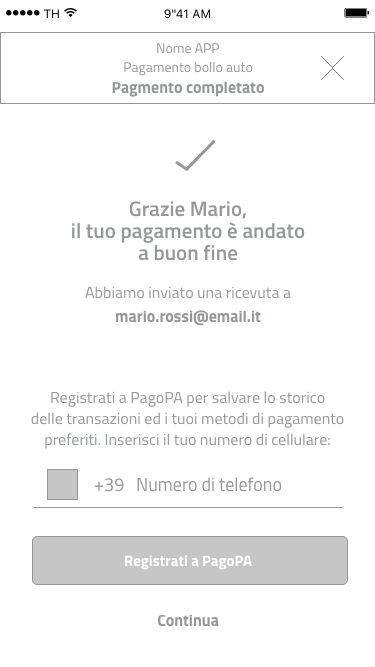 TH 9"41 AM
Nome APP
Pagamento bollo auto
Pagmento completato
Grazie Mario,
il tuo pagamento è andato
a buon fine
Abbiamo inviato una ricevuta a
mario.rossi@email.it
Registrati a PagoPA per salvare lo storico
delle transazioni ed i tuoi metodi di pagamento
preferiti. Inserisci il tuo numero di cellulare:
+39 Numero di telefono
Registrati a PagoPA
Continua